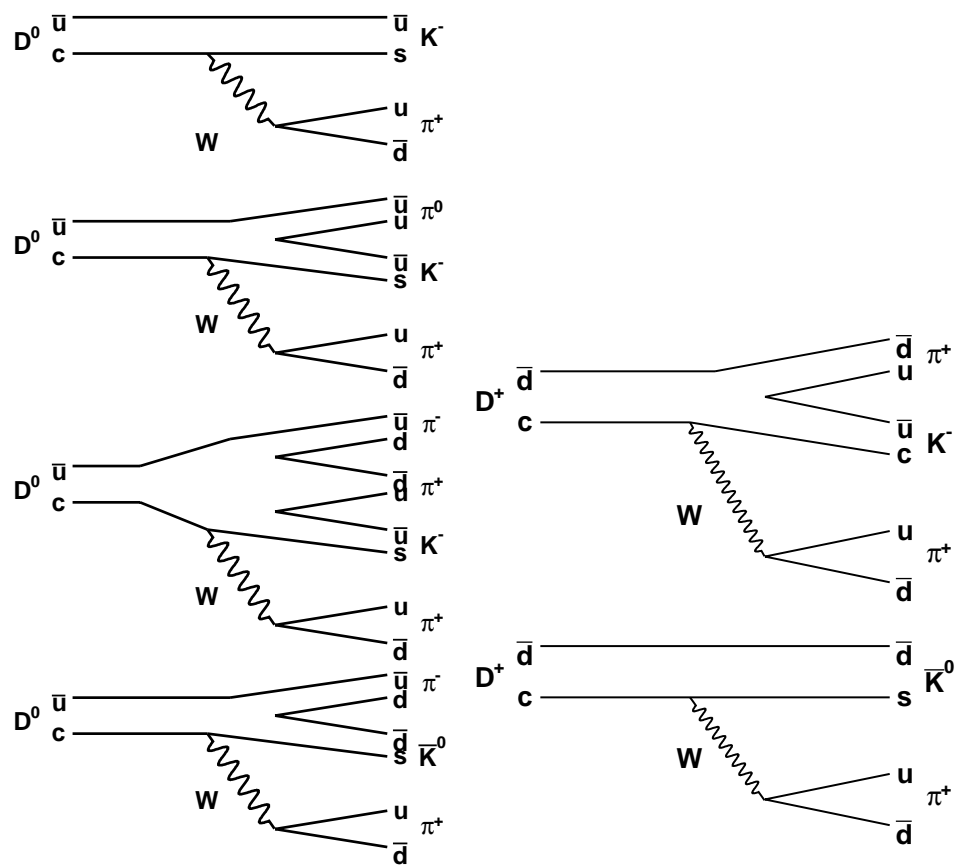 D⁰ u̅ u̅ K⁻
c s
u π⁺
W d̅
D⁰ u̅ u̅ π⁰
u
c u̅ K⁻
s
W u π⁺
d̅
D⁰ u̅ u̅ π⁻
d
c d̅ π⁺
u
u̅ K⁻
s
W u π⁺
d̅
D⁰ u̅ u̅ π⁻
d
c d̅ K̅⁰
s
W u π⁺
d̅
D⁺ d̅ d̅ π⁺
u
c u̅ K⁻
c
W u π⁺
d̅
D⁺ d̅ d̅ K̅⁰
c s
W u π⁺
d̅